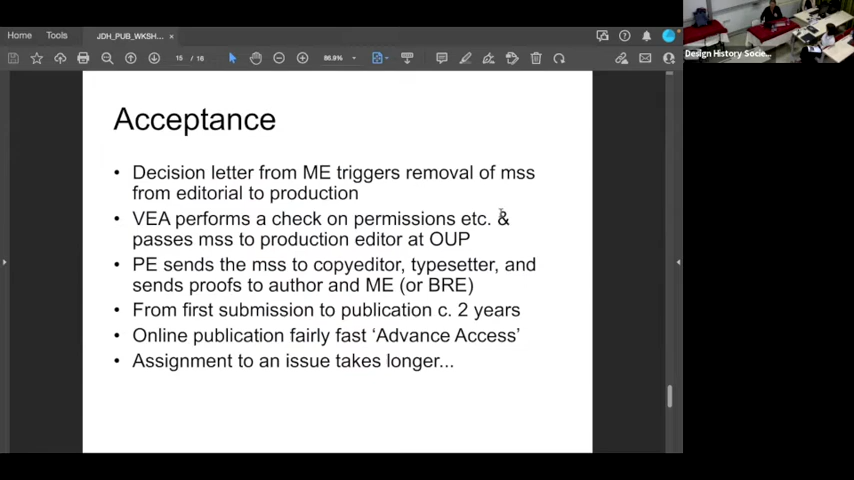 Home Tools JDH_PUB_WKSH... ×
15 / 16 86.9%
Design History Socie...
Acceptance
• Decision letter from ME triggers removal of mss
from editorial to production
• VEA performs a check on permissions etc. &
passes mss to production editor at OUP
• PE sends the mss to copyeditor, typesetter, and
sends proofs to author and ME (or BRE)
• From first submission to publication c. 2 years
• Online publication fairly fast ‘Advance Access’
• Assignment to an issue takes longer...